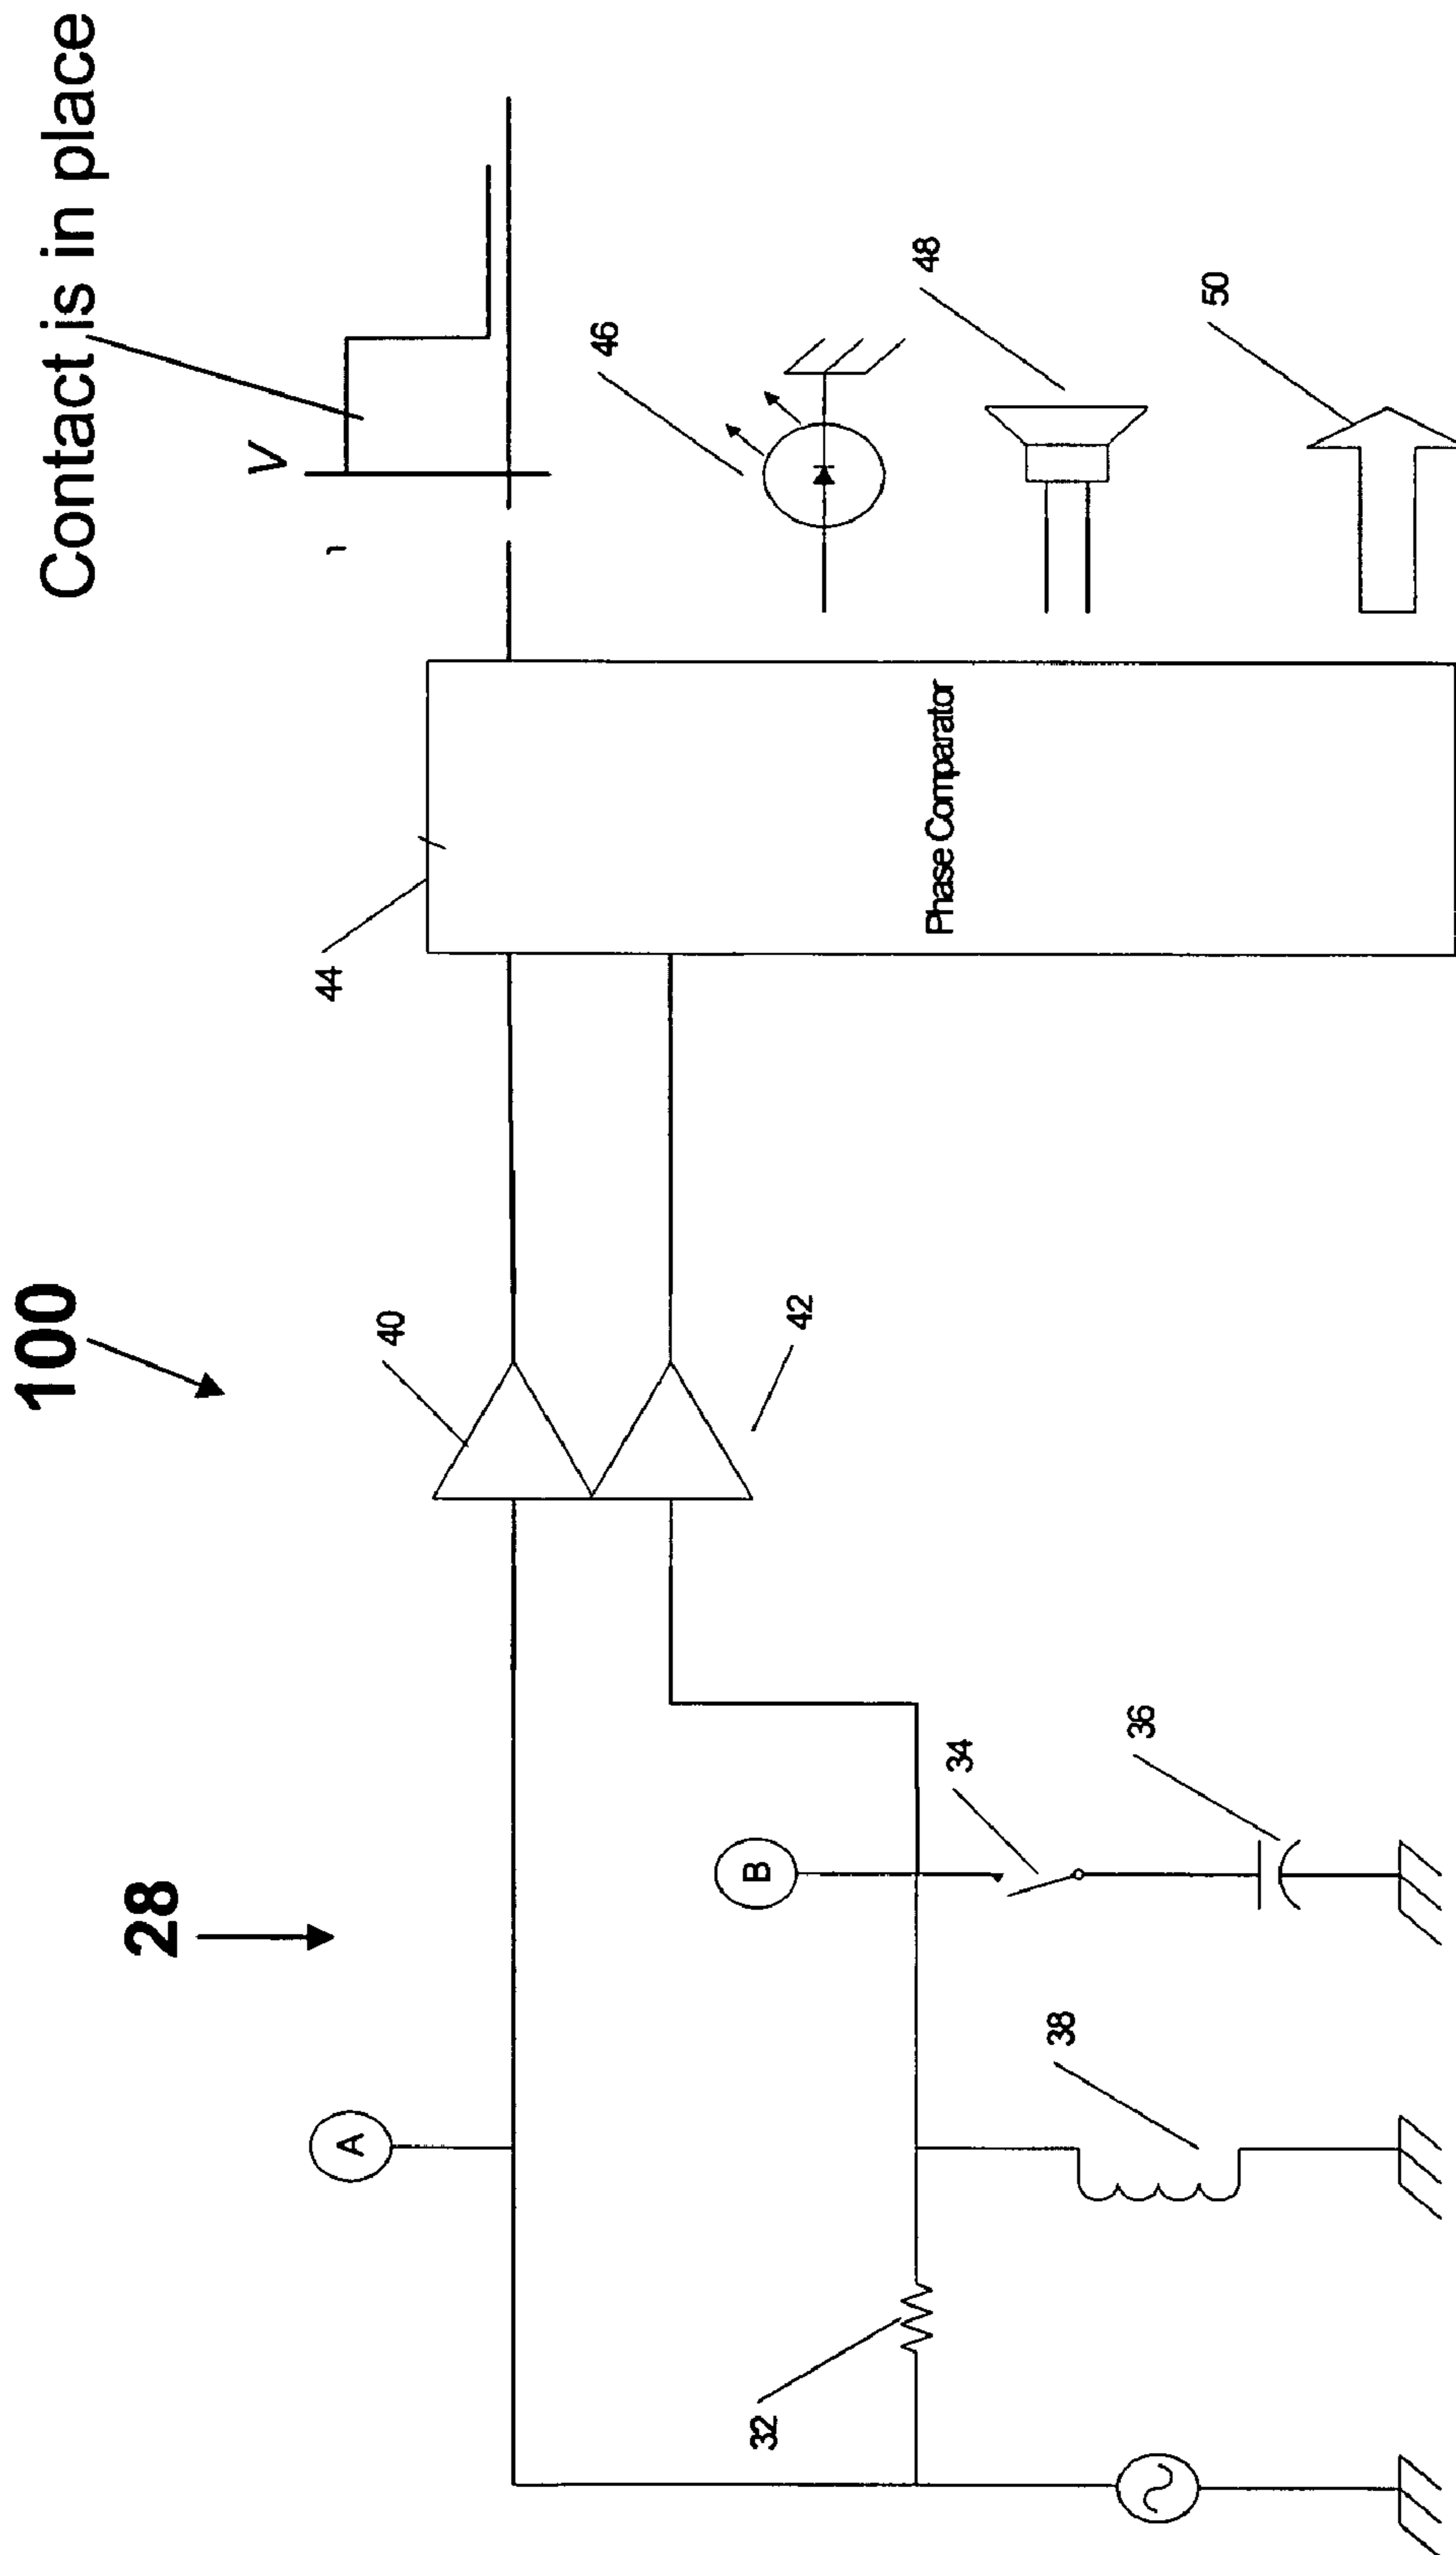 Contact is in place
100
28
V
A
40
44
46
48
50
Phase Comparator
42
B
34
36
38
32